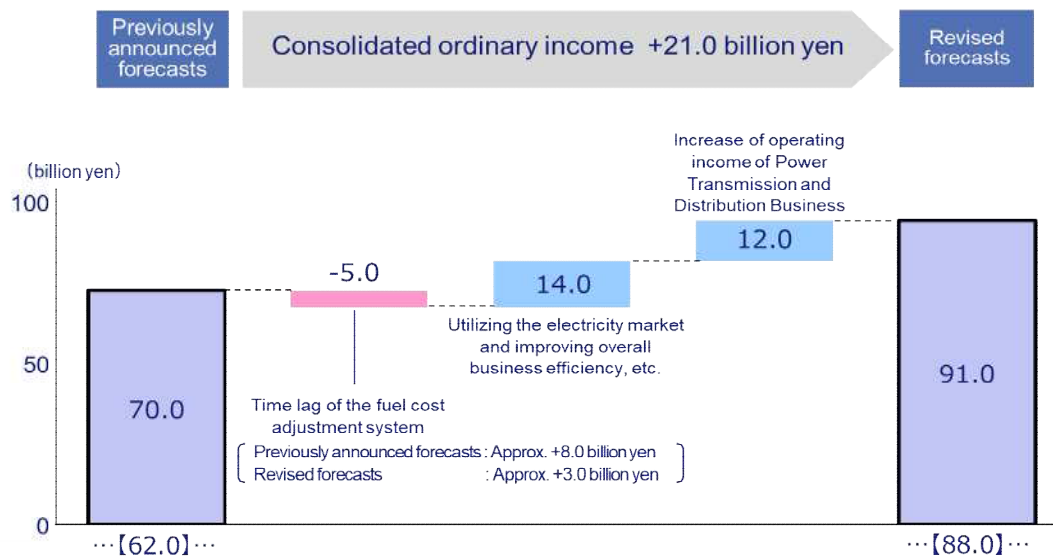 Previously
announced
forecasts
Consolidated ordinary income +21.0 billion yen
Revised
forecasts
(billion yen)
100
50
0
70.0
-5.0
14.0
12.0
91.0
Increase of operating
income of Power
Transmission and
Distribution Business
Utilizing the electricity market
and improving overall
business efficiency, etc.
Time lag of the fuel cost
adjustment system
Previously announced forecasts : Approx. +8.0 billion yen
Revised forecasts : Approx. +3.0 billion yen
…【62.0】…
…【88.0】…